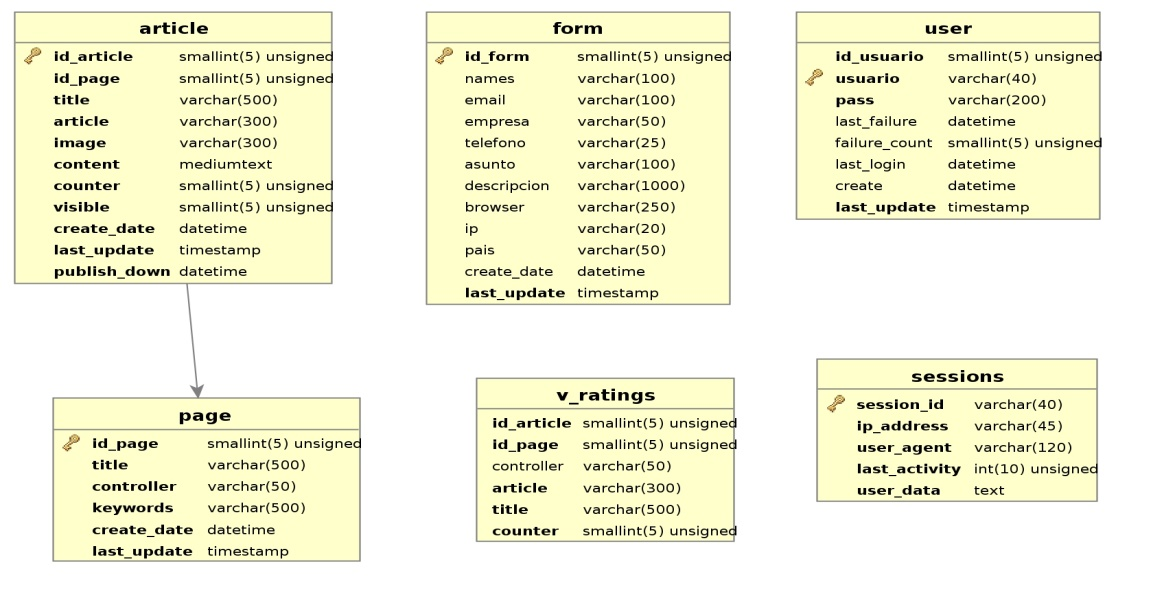 article
id_article smallint(5) unsigned
id_page smallint(5) unsigned
title varchar(500)
article varchar(300)
image varchar(300)
content mediumtext
counter smallint(5) unsigned
visible smallint(5) unsigned
create_date datetime
last_update timestamp
publish_down datetime
form
id_form smallint(5) unsigned
names varchar(100)
email varchar(100)
empresa varchar(50)
telefono varchar(25)
asunto varchar(100)
descripcion varchar(1000)
browser varchar(250)
ip varchar(20)
pais varchar(50)
create_date datetime
last_update timestamp
user
id_usuario smallint(5) unsigned
usuario varchar(40)
pass varchar(200)
last_failure datetime
failure_count smallint(5) unsigned
last_login datetime
create datetime
last_update timestamp
page
id_page smallint(5) unsigned
title varchar(500)
controller varchar(50)
keywords varchar(500)
create_date datetime
last_update timestamp
v_ratings
id_article smallint(5) unsigned
id_page smallint(5) unsigned
controller varchar(50)
article varchar(300)
title varchar(500)
counter smallint(5) unsigned
sessions
session_id varchar(40)
ip_address varchar(45)
user_agent varchar(120)
last_activity int(10) unsigned
user_data text